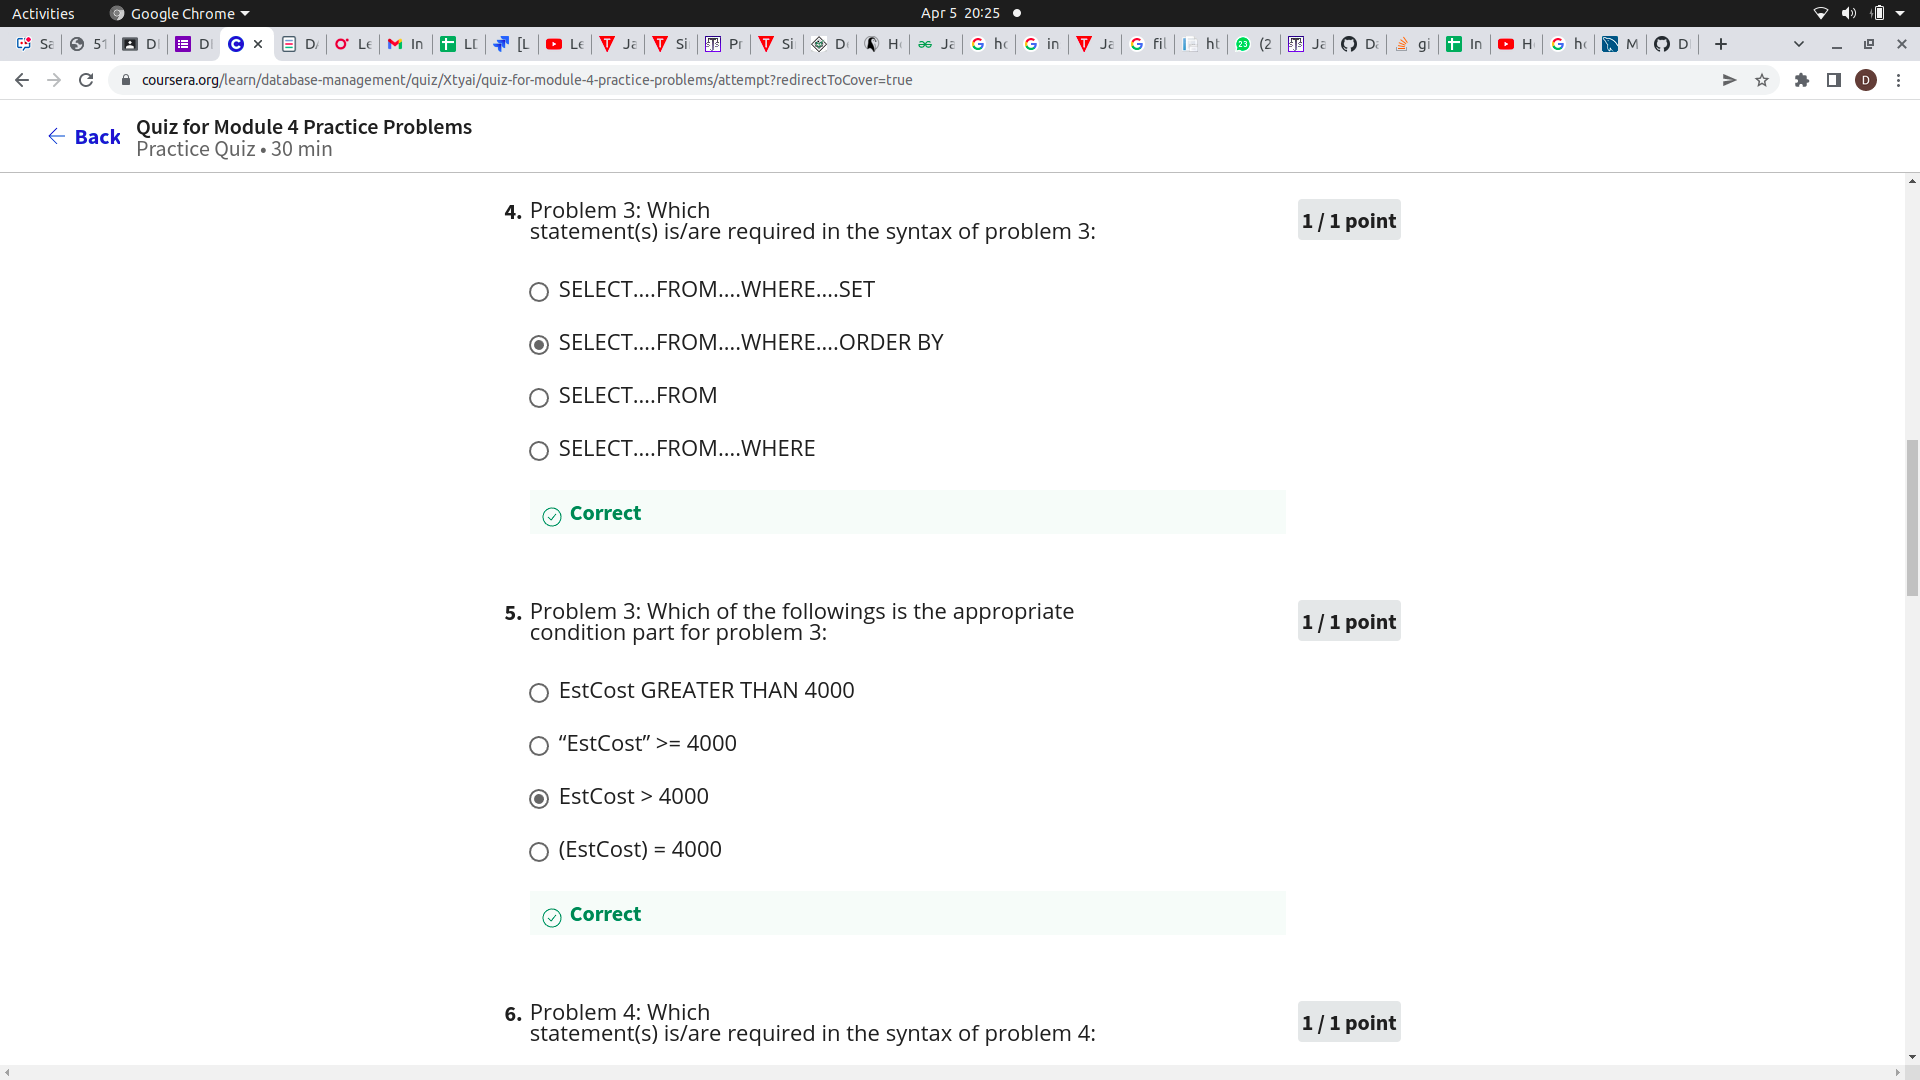 Activities
Google Chrome
Apr 5 20:25
Sa
51
DI
DI
DA
Le
In
LD
[L
Le
Ja
Si
Pr
Si
Do
Ho
Ja
ho
in
Ja
fil
ht
(2
Ja
Da
gi
In
H
ho
M
D
coursera.org/learn/database-management/quiz/Xtyai/quiz-for-module-4-practice-problems/attempt?redirectToCover=true
D
Back
Quiz for Module 4 Practice Problems
Practice Quiz • 30 min
4. Problem 3: Which
statement(s) is/are required in the syntax of problem 3:
1 / 1 point
SELECT....FROM....WHERE....SET
SELECT....FROM....WHERE....ORDER BY
SELECT....FROM
SELECT....FROM....WHERE
Correct
5. Problem 3: Which of the followings is the appropriate
condition part for problem 3:
1 / 1 point
EstCost GREATER THAN 4000
“EstCost” >= 4000
EstCost > 4000
(EstCost) = 4000
Correct
6. Problem 4: Which
statement(s) is/are required in the syntax of problem 4:
1 / 1 point